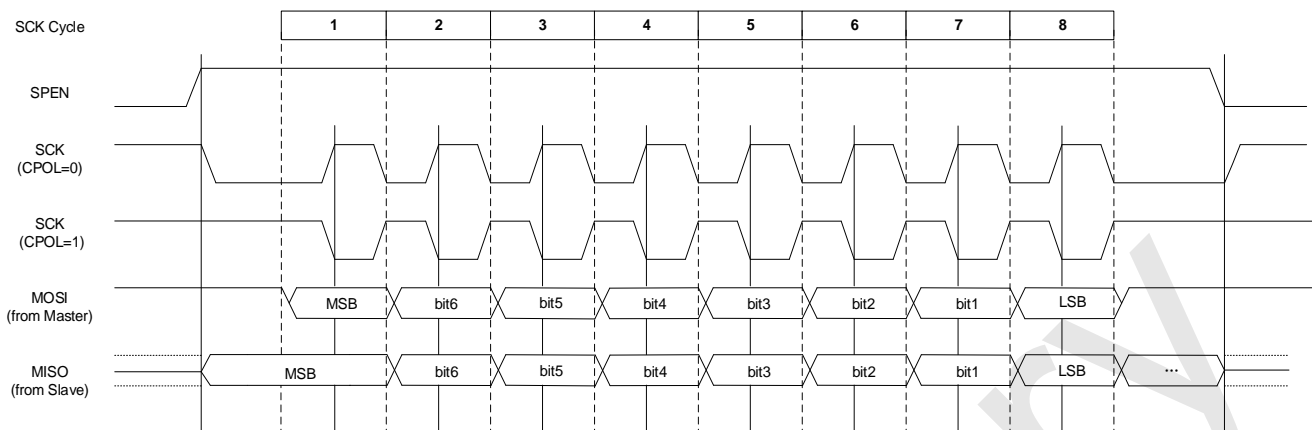 SCK Cycle 1 2 3 4 5 6 7 8
SPEN
SCK
(CPOL=0)
SCK
(CPOL=1)
MOSI
(from Master)
MSB bit6 bit5 bit4 bit3 bit2 bit1 LSB
MISO
(from Slave)
MSB bit6 bit5 bit4 bit3 bit2 bit1 LSB ...
ry